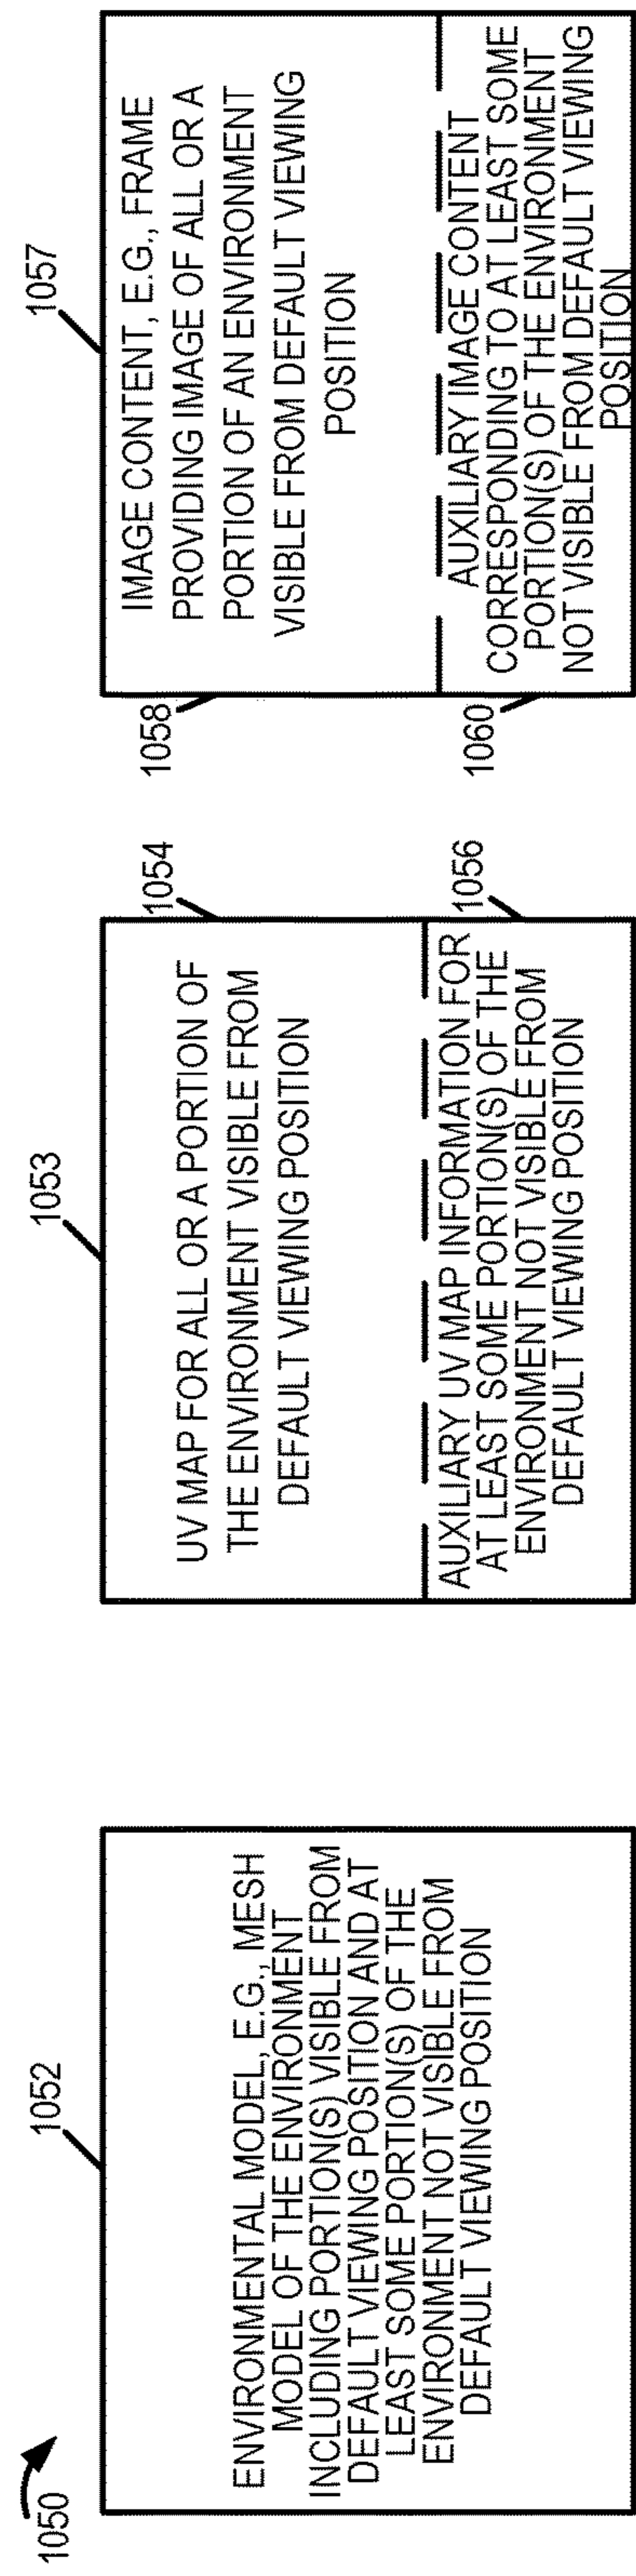 1050
1052
ENVIRONMENTAL MODEL, E.G., MESH
MODEL OF THE ENVIRONMENT
INCLUDING PORTION(S) VISIBLE FROM
DEFAULT VIEWING POSITION AND AT
LEAST SOME PORTION(S) OF THE
ENVIRONMENT NOT VISIBLE FROM
DEFAULT VIEWING POSITION
1053
UV MAP FOR ALL OR A PORTION OF
THE ENVIRONMENT VISIBLE FROM
DEFAULT VIEWING POSITION
1054
AUXILIARY UV MAP INFORMATION FOR
AT LEAST SOME PORTION(S) OF THE
ENVIRONMENT NOT VISIBLE FROM
DEFAULT VIEWING POSITION
1056
1057
1058
IMAGE CONTENT, E.G., FRAME
PROVIDING IMAGE OF ALL OR A
PORTION OF AN ENVIRONMENT
VISIBLE FROM DEFAULT VIEWING
POSITION
1060
AUXILIARY IMAGE CONTENT
CORRESPONDING TO AT LEAST SOME
PORTION(S) OF THE ENVIRONMENT
NOT VISIBLE FROM DEFAULT VIEWING
POSITION